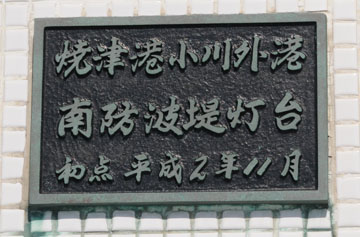 焼津港小川外港
南防波堤灯台
初点 平成2年11月